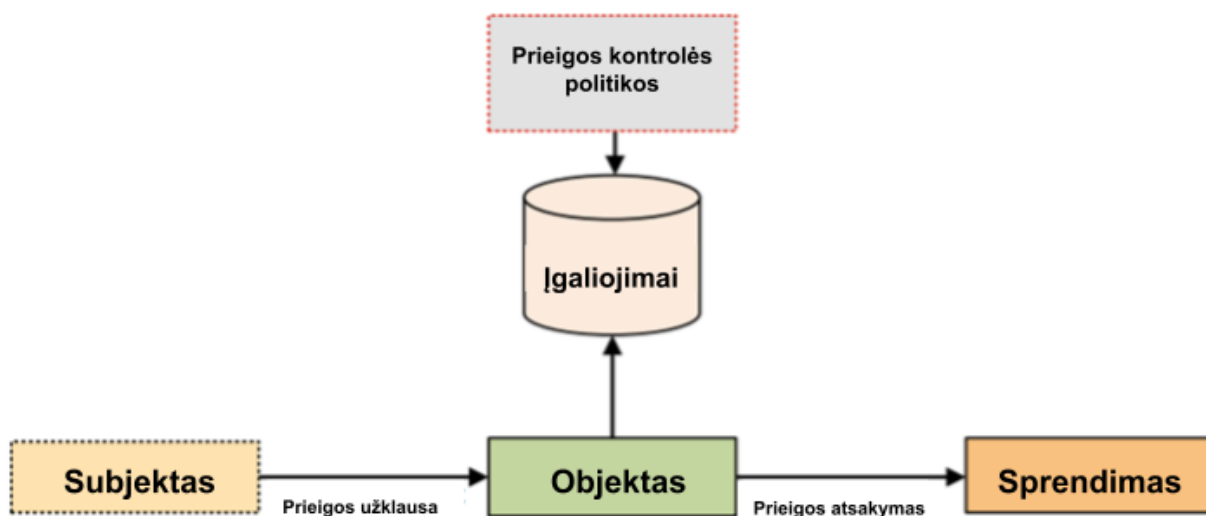 Prieigos kontrolės
politikos
Įgaliojimai
Subjektas
Prieigos užklausa
Objektas
Prieigos atsakymas
Sprendimas